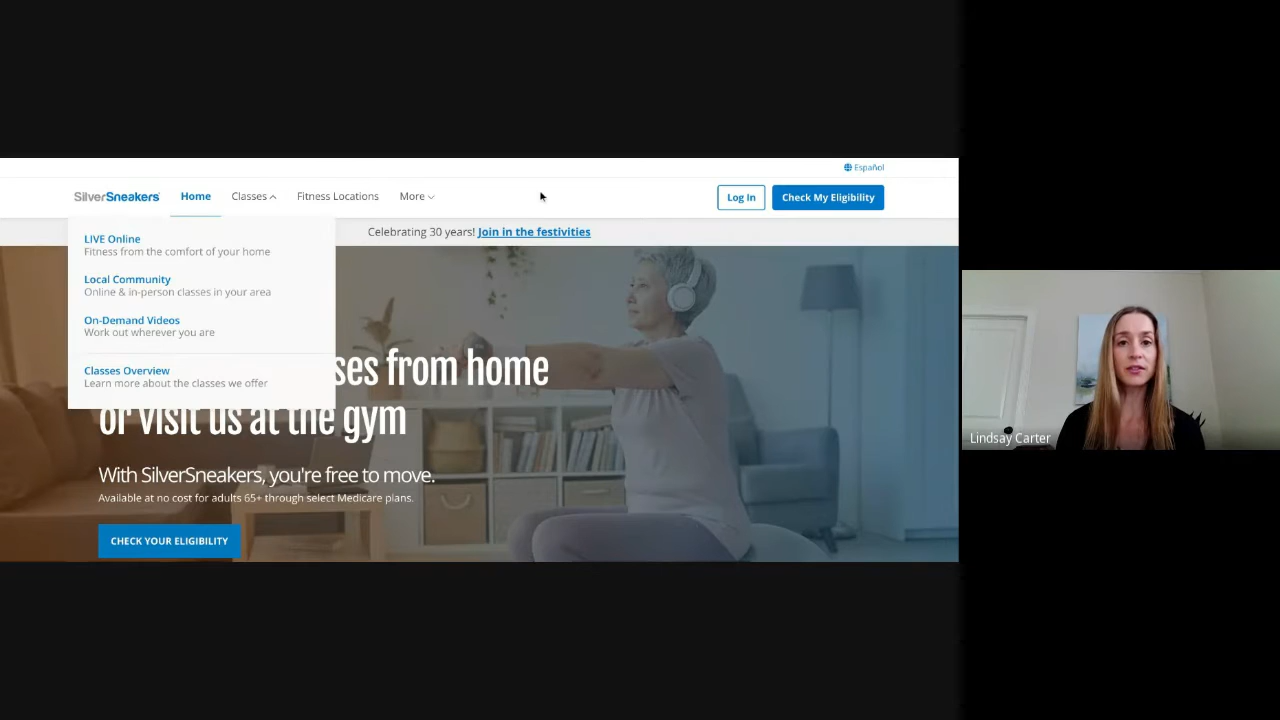 Español
SilverSneakers Home Classes Fitness Locations More Log In Check My Eligibility
Celebrating 30 years! Join in the festivities
LIVE Online
Fitness from the comfort of your home
Local Community
Online & in-person classes in your area
On-Demand Videos
Work out wherever you are
Classes Overview
Learn more about the classes we offer
from home
or visit us at the gym
With SilverSneakers, you're free to move.
Available at no cost for adults 65+ through select Medicare plans.
CHECK YOUR ELIGIBILITY
Lindsay Carter